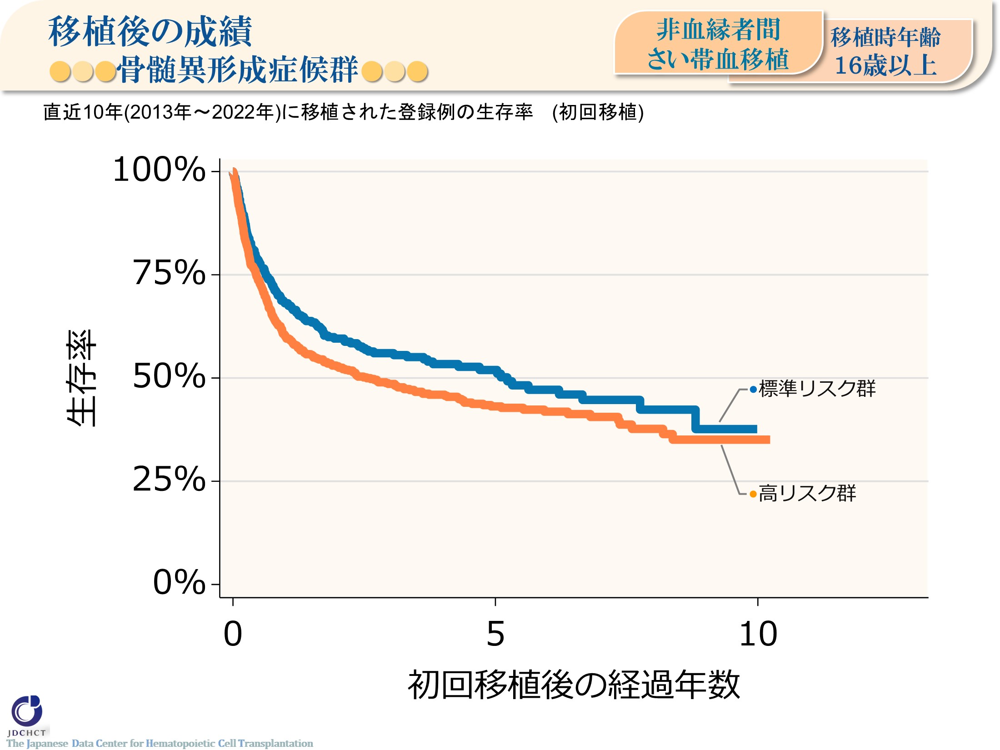 移植後の成績
骨髄異形成症候群
非血縁者間
さい帯血移植
移植時年齢
16歳以上
直近10年(2013年～2022年)に移植された登録例の生存率　(初回移植)
100%
75%
50%
25%
0%
生存率
標準リスク群
高リスク群
0
5
10
初回移植後の経過年数
JDCHCT
The Japanese Data Center for Hematopoietic Cell Transplantation